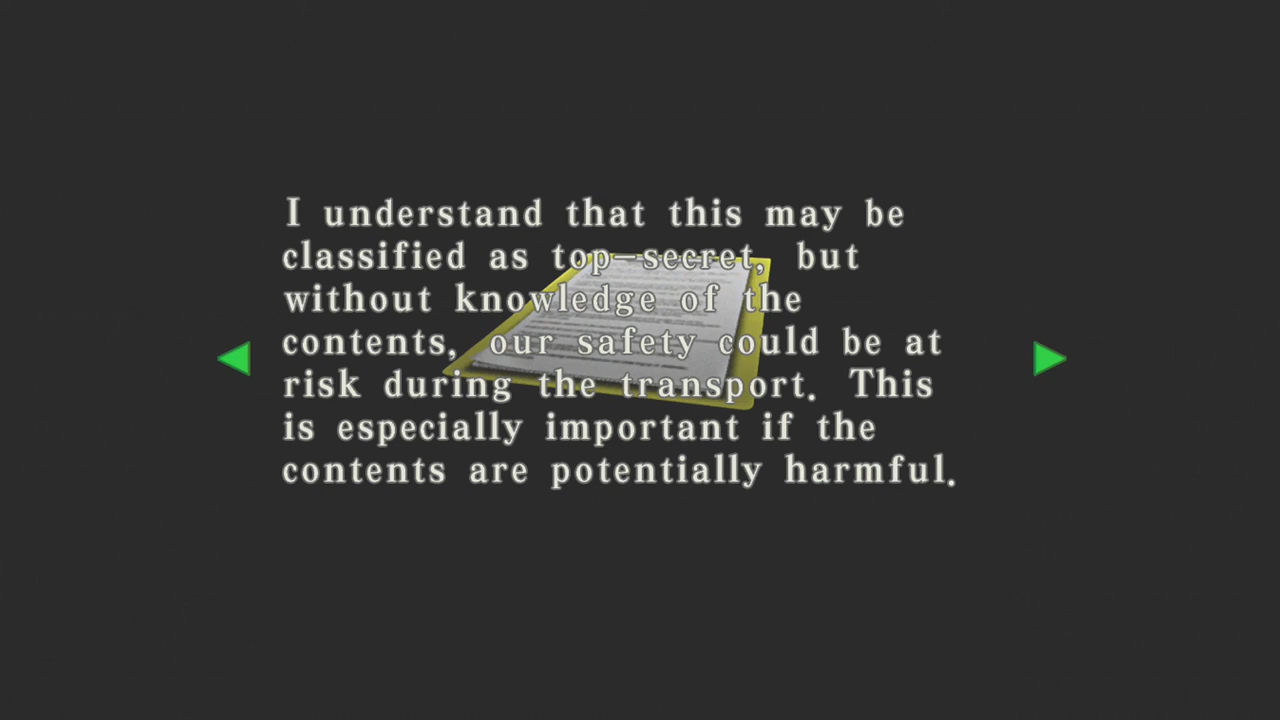 I understand that this may be
classified as top-secret, but
without knowledge of the
contents, our safety could be at
risk during the transport. This
is especially important if the
contents are potentially harmful.